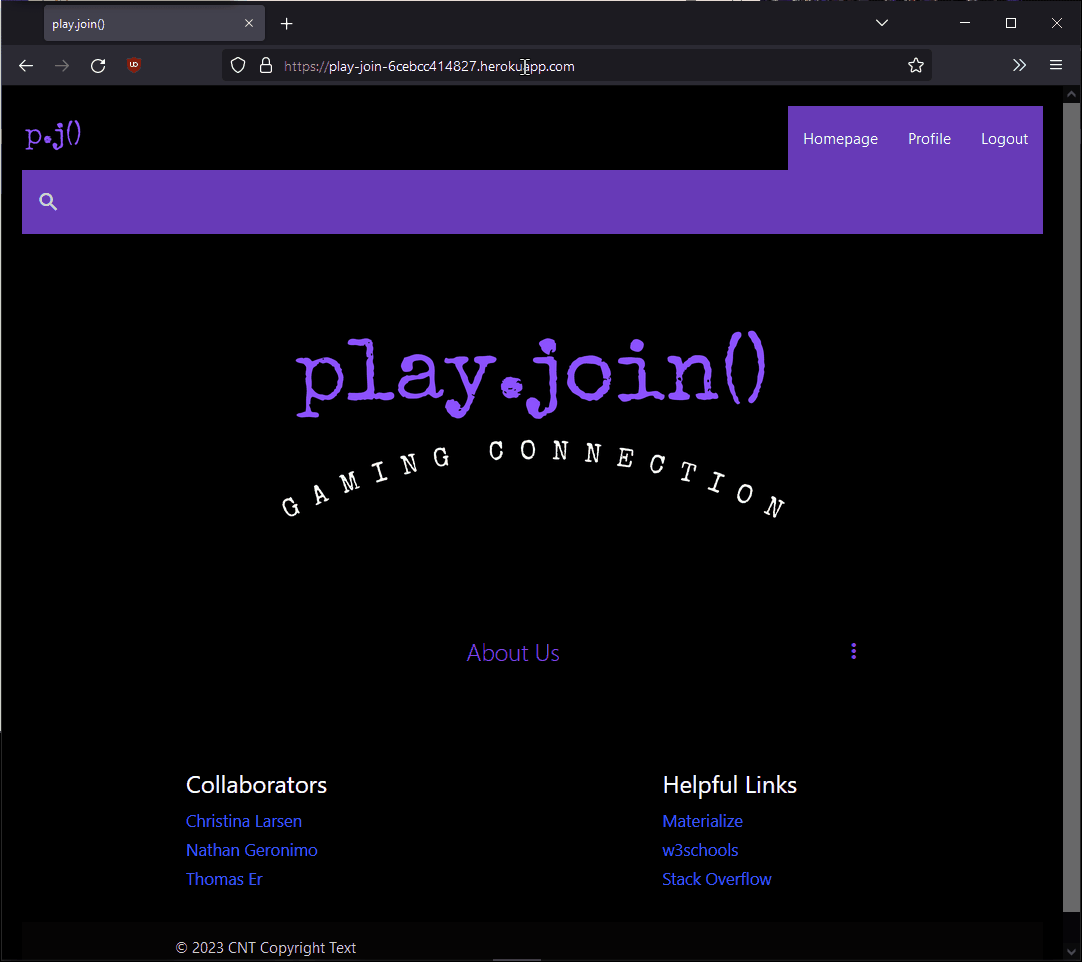 play.join()
https://play-join-6cebcc414827.herokuapp.com
p.j()
Homepage Profile Logout
play.join()
GAMING CONNECTION
About Us
Collaborators
Christina Larsen
Nathan Geronimo
Thomas Er
Helpful Links
Materialize
w3schools
Stack Overflow
© 2023 CNT Copyright Text